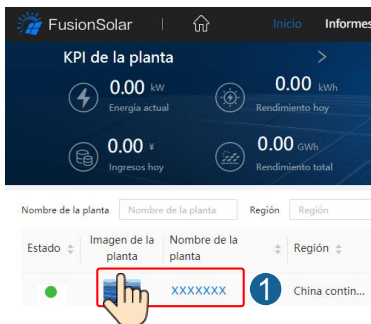 FusionSolar Inicio Informes
KPI de la planta >
0.00 kW
Energía actual
0.00 kWh
Rendimiento hoy
0.00 ¥
Ingresos hoy
0.00 GWh
Rendimiento total
Nombre de la planta Nombre de la planta Región Región
Estado Imagen de la planta Nombre de la planta Región
XXXXXXX 1 China contin...